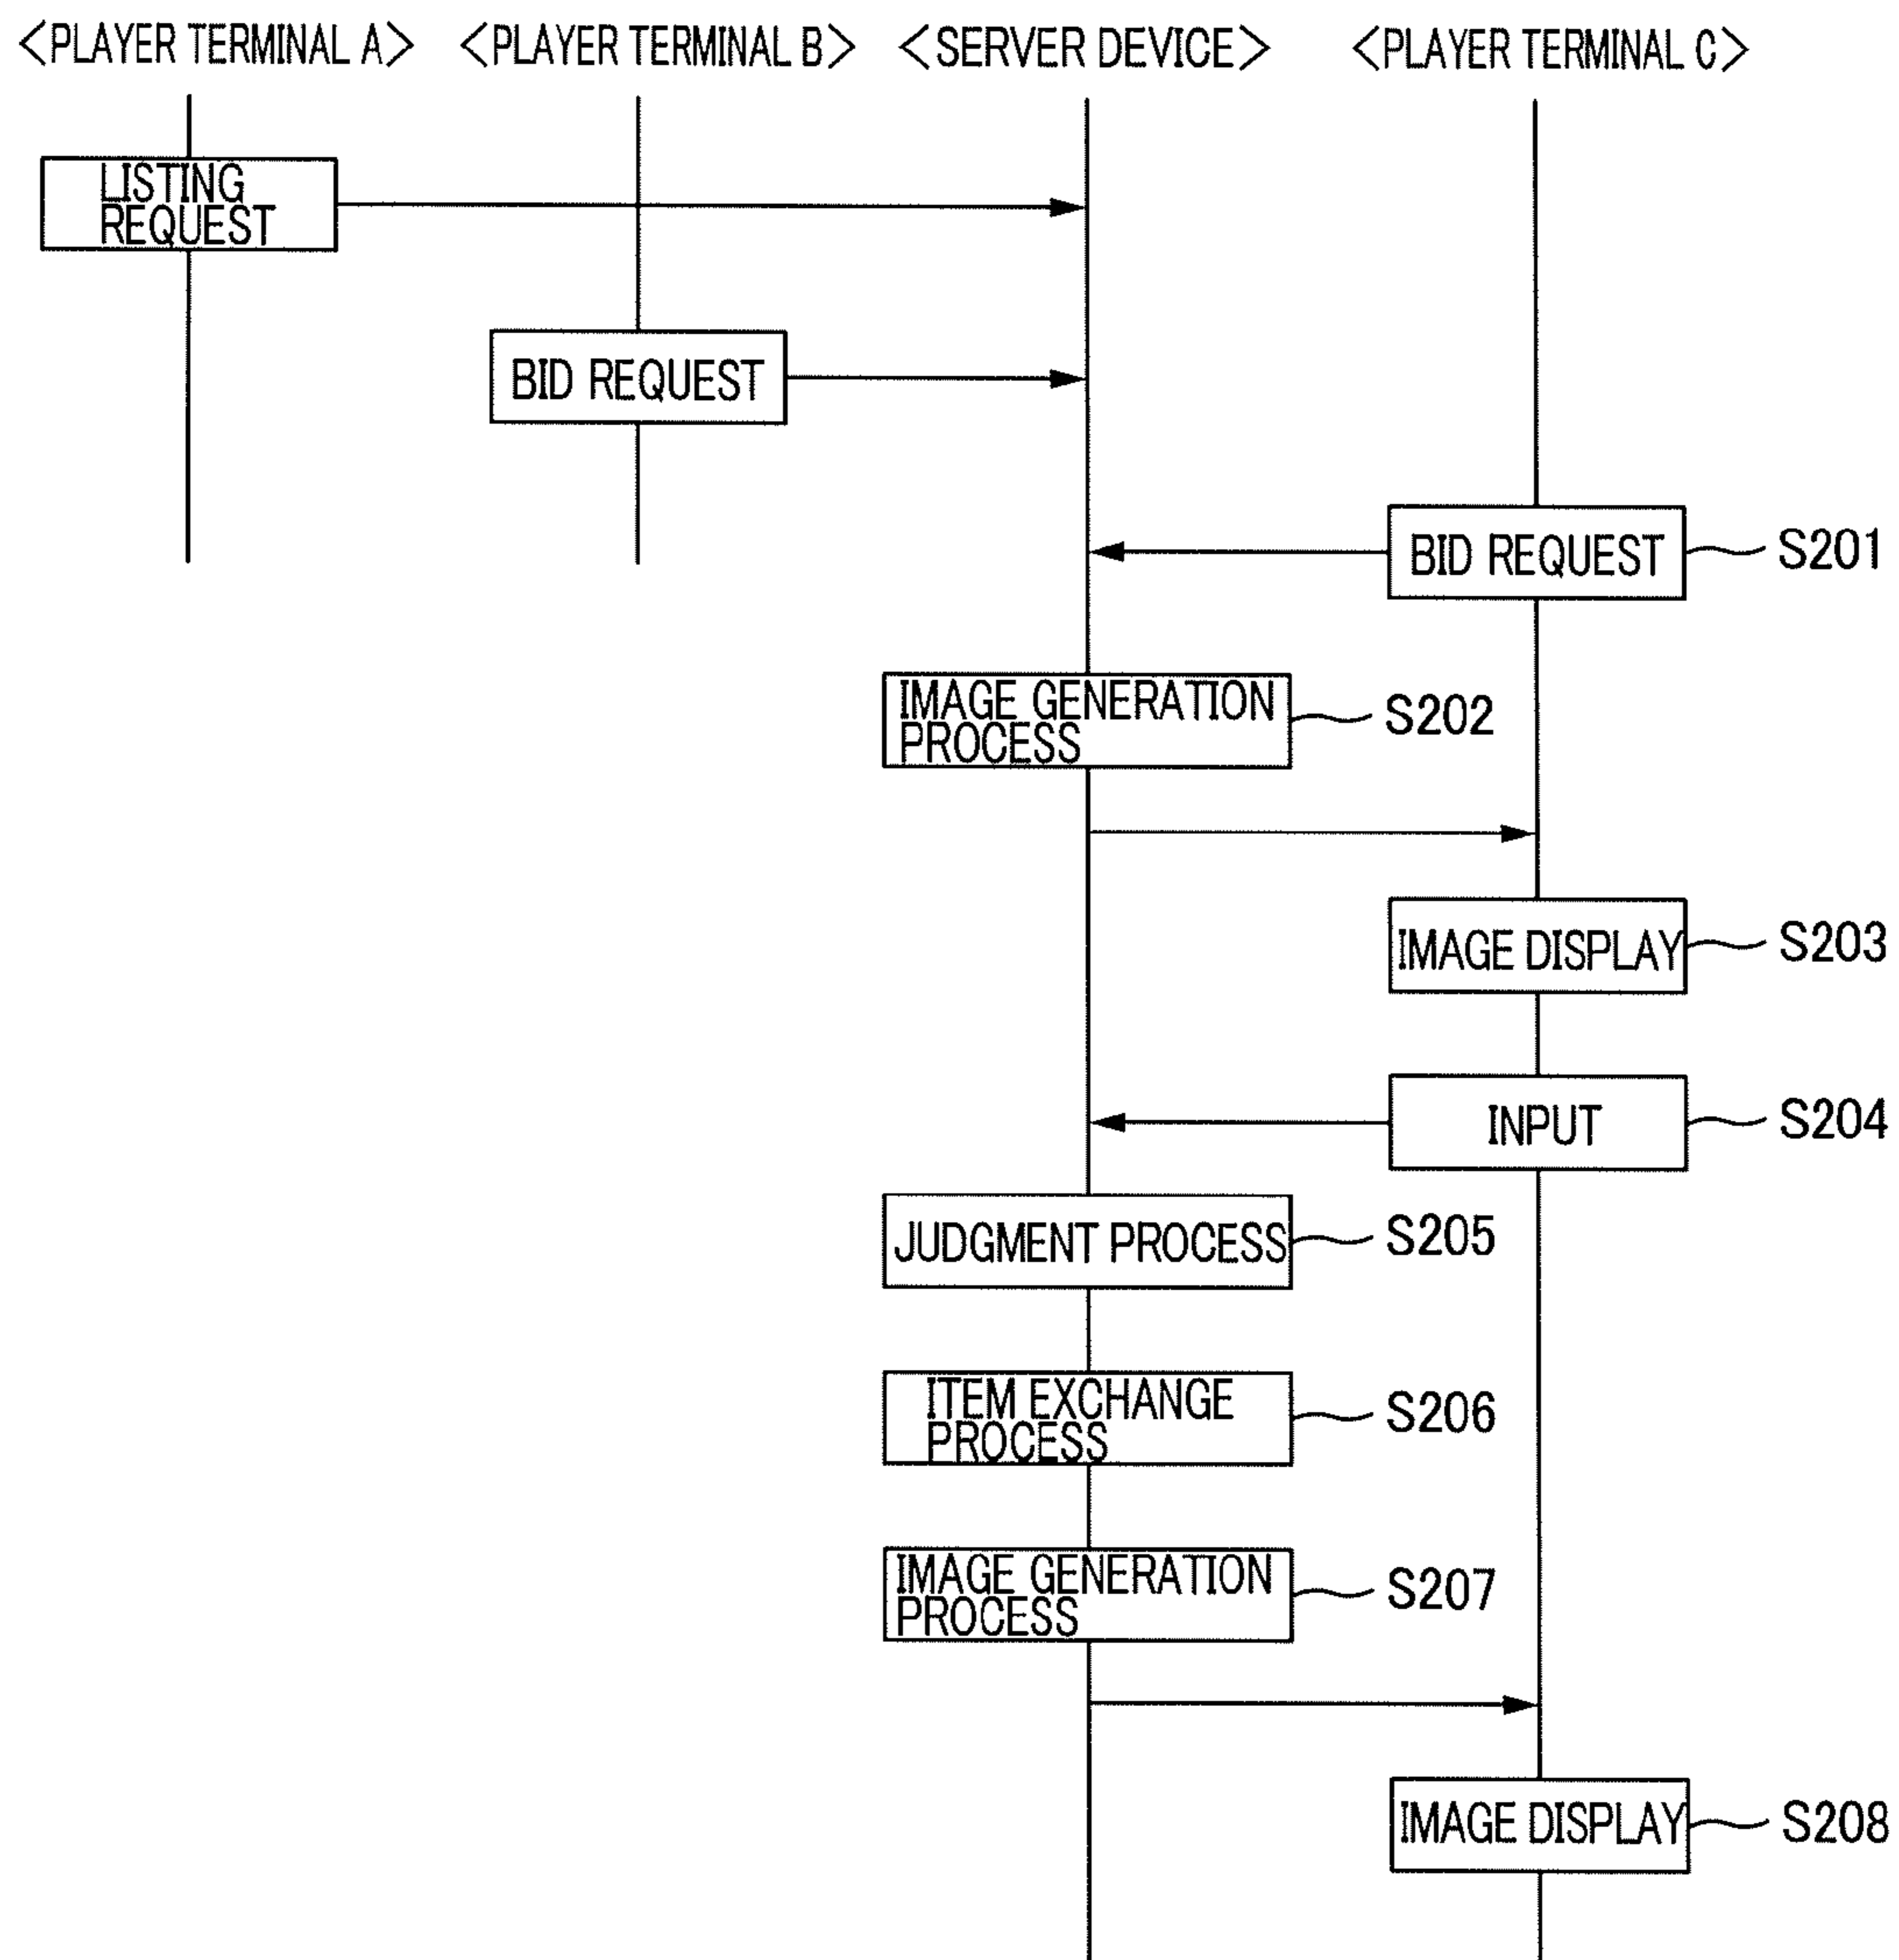 <PLAYER TERMINAL A> <PLAYER TERMINAL B> <SERVER DEVICE> <PLAYER TERMINAL C>
LISTING
REQUEST
BID REQUEST
BID REQUEST S201
IMAGE GENERATION
PROCESS
S202
IMAGE DISPLAY S203
INPUT S204
JUDGMENT PROCESS S205
ITEM EXCHANGE
PROCESS
S206
IMAGE GENERATION
PROCESS
S207
IMAGE DISPLAY S208